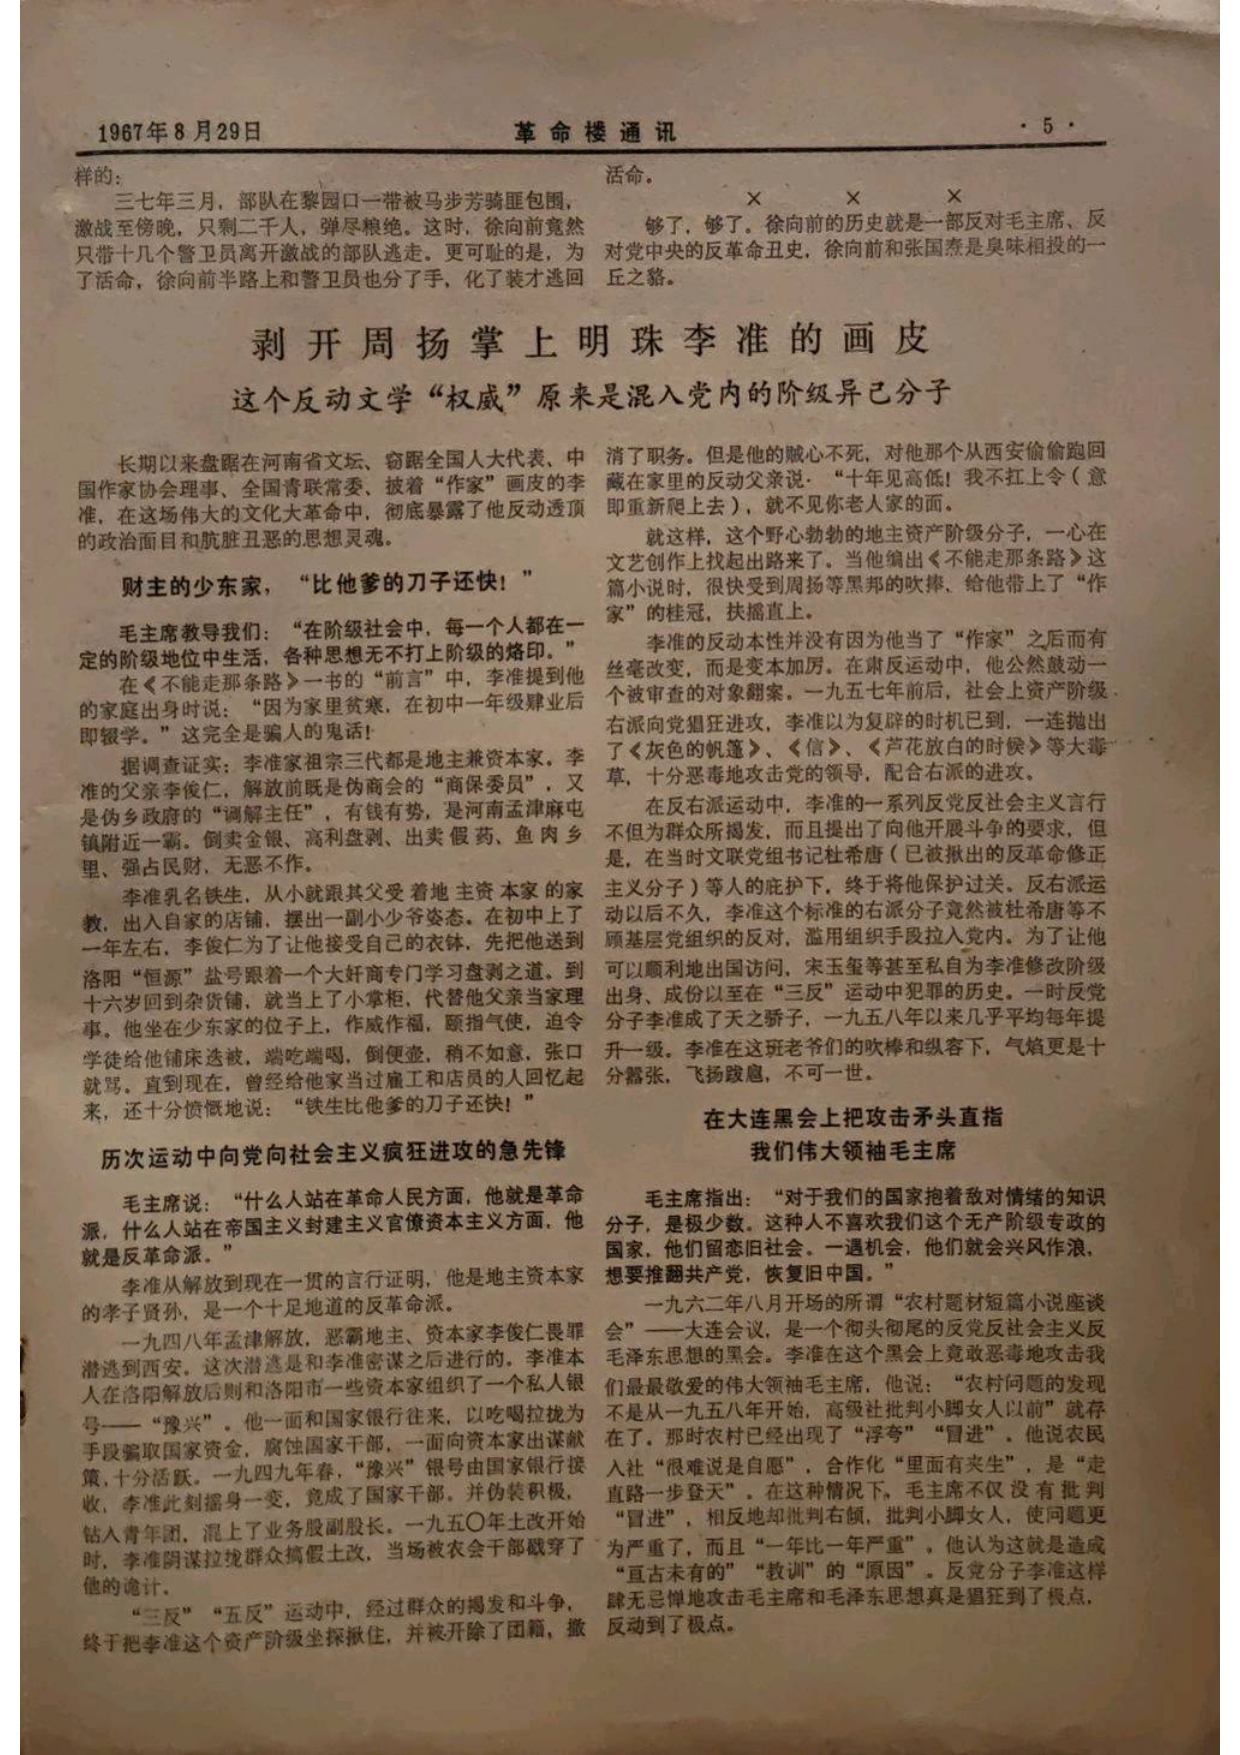 1967年8月29日
革命楼通讯
·5·
样的：
三七年三月，部队在黎园口一带被马步芳骑匪包围，
激战至傍晚，只剩二千人，弹尽粮绝。这时，徐向前竟然
只带十几个警卫员离开激战的部队逃走。更可耻的是，为
了活命，徐向前半路上和警卫员也分了手，化了装才逃回
活命。
×　×　×
够了，够了。徐向前的历史就是一部反对毛主席、反
对党中央的反革命丑史，徐向前和张国焘是臭味相投的一
丘之貉。
剥开周扬掌上明珠李准的画皮
这个反动文学“权威”原来是混入党内的阶级异己分子
长期以来盘踞在河南省文坛、窃踞全国人大代表、中
国作家协会理事、全国青联常委、披着“作家”画皮的李
准，在这场伟大的文化大革命中，彻底暴露了他反动透顶
的政治面目和肮脏丑恶的思想灵魂。
财主的少东家，“比他爹的刀子还快！”
毛主席教导我们：“在阶级社会中，每一个人都在一
定的阶级地位中生活，各种思想无不打上阶级的烙印。”
在《不能走那条路》一书的“前言”中，李准提到他
的家庭出身时说：“因为家里贫寒，在初中一年级肄业后
即辍学。”这完全是骗人的鬼话！
据调查证实：李准家祖宗三代都是地主兼资本家。李
准的父亲李俊仁，解放前既是伪商会的“商保委员”，又
是伪乡政府的“调解主任”，有钱有势，是河南孟津麻屯
镇附近一霸。倒卖金银、高利盘剥、出卖假药、鱼肉乡
里、强占民财，无恶不作。
李准乳名铁生，从小就跟其父受着地主资本家的家
教，出入自家的店铺，摆出一副小少爷姿态。在初中上了
一年左右，李俊仁为了让他接受自己的衣钵，先把他送到
洛阳“恒源”盐号跟着一个大奸商专门学习盘剥之道。到
十六岁回到杂货铺，就当上了小掌柜，代替他父亲当家理
事。他坐在少东家的位子上，作威作福，颐指气使，迫令
学徒给他铺床迭被，端吃端喝，倒便壶，稍不如意，张口
就骂。直到现在，曾经给他家当过雇工和店员的人回忆起
来，还十分愤慨地说：“铁生比他爹的刀子还快！”
历次运动中向党向社会主义疯狂进攻的急先锋
毛主席说：“什么人站在革命人民方面，他就是革命
派，什么人站在帝国主义封建主义官僚资本主义方面，他
就是反革命派。”
李准从解放到现在一贯的言行证明，他是地主资本家
的孝子贤孙，是一个十足地道的反革命派。
一九四八年孟津解放，恶霸地主、资本家李俊仁畏罪
潜逃到西安。这次潜逃是和李准密谋之后进行的。李准本
人在洛阳解放后则和洛阳市一些资本家组织了一个私人银
号——“豫兴”。他一面和国家银行往来，以吃喝拉拢为
手段骗取国家资金，腐蚀国家干部，一面向资本家出谋献
策，十分活跃。一九四九年春，“豫兴”银号由国家银行接
收，李准此刻摇身一变，竟成了国家干部。并伪装积极，
钻入青年团，混上了业务股副股长。一九五〇年土改开始
时，李准阴谋拉拢群众搞假土改，当场被农会干部戳穿了
他的诡计。
“三反”“五反”运动中，经过群众的揭发和斗争，
终于把李准这个资产阶级坐探揪住，并被开除了团籍，撤
消了职务。但是他的贼心不死，对他那个从西安偷偷跑回
藏在家里的反动父亲说·“十年见高低！我不扛上令（意
即重新爬上去），就不见你老人家的面。
就这样，这个野心勃勃的地主资产阶级分子，一心在
文艺创作上找起出路来了。当他编出《不能走那条路》这
篇小说时，很快受到周扬等黑邦的吹捧、给他带上了“作
家”的桂冠，扶摇直上。
李准的反动本性并没有因为他当了“作家”之后而有
丝毫改变，而是变本加厉。在肃反运动中，他公然鼓动一
个被审查的对象翻案。一九五七年前后，社会上资产阶级
右派向党猖狂进攻，李准以为复辟的时机已到，一连抛出
了《灰色的帆篷》、《信》、《芦花放白的时候》等大毒
草，十分恶毒地攻击党的领导，配合右派的进攻。
在反右派运动中，李准的一系列反党反社会主义言行
不但为群众所揭发，而且提出了向他开展斗争的要求，但
是，在当时文联党组书记杜希唐（已被揪出的反革命修正
主义分子）等人的庇护下，终于将他保护过关。反右派运
动以后不久，李准这个标准的右派分子竟然被杜希唐等不
顾基层党组织的反对，滥用组织手段拉入党内。为了让他
可以顺利地出国访问，宋玉玺等甚至私自为李准修改阶级
出身、成份以至在“三反”运动中犯罪的历史。一时反党
分子李准成了天之骄子，一九五八年以来几乎平均每年提
升一级。李准在这班老爷们的吹棒和纵容下，气焰更是十
分嚣张，飞扬跋扈，不可一世。
在大连黑会上把攻击矛头直指
我们伟大领袖毛主席
毛主席指出：“对于我们的国家抱着敌对情绪的知识
分子，是极少数。这种人不喜欢我们这个无产阶级专政的
国家，他们留恋旧社会。一遇机会，他们就会兴风作浪，
想要推翻共产党，恢复旧中国。”
一九六二年八月开场的所谓“农村题材短篇小说座谈
会”——大连会议，是一个彻头彻尾的反党反社会主义反
毛泽东思想的黑会。李准在这个黑会上竟敢恶毒地攻击我
们最最敬爱的伟大领袖毛主席，他说：“农村问题的发现
不是从一九五八年开始，高级社批判小脚女人以前”就存
在了。那时农村已经出现了“浮夸”“冒进”。他说农民
入社“很难说是自愿”，合作化“里面有夹生”，是“走
直路一步登天”。在这种情况下，毛主席不仅没有批判
“冒进”，相反地却批判右倾，批判小脚女人，使问题更
为严重了，而且“一年比一年严重”。他认为这就是造成
“亘古未有的”“教训”的“原因”。反党分子李准这样
肆无忌惮地攻击毛主席和毛泽东思想真是猖狂到了极点，
反动到了极点。